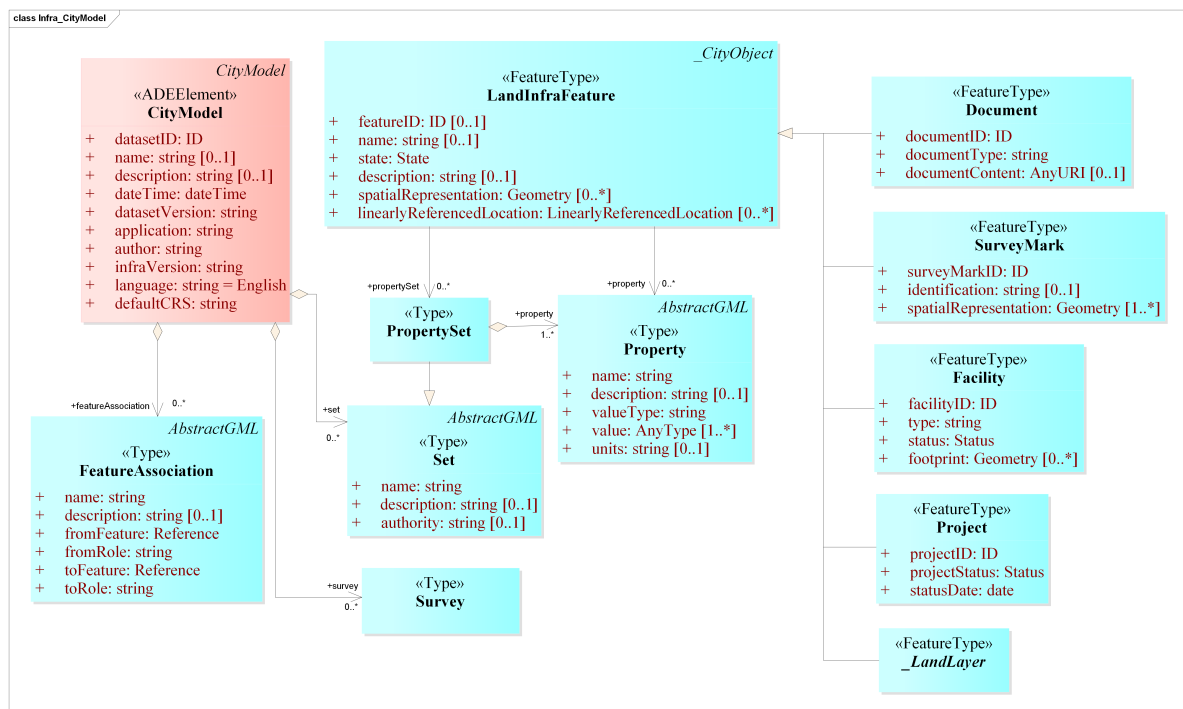 class Infra_CityModel
CityModel
«ADEElement»
CityModel
+ datasetID: ID
+ name: string [0..1]
+ description: string [0..1]
+ dateTime: dateTime
+ datasetVersion: string
+ application: string
+ author: string
+ infraVersion: string
+ language: string = English
+ defaultCRS: string
_CityObject
«FeatureType»
LandInfraFeature
+ featureID: ID [0..1]
+ name: string [0..1]
+ state: State
+ description: string [0..1]
+ spatialRepresentation: Geometry [0..*]
+ linearlyReferencedLocation: LinearlyReferencedLocation [0..*]
«FeatureType»
Document
+ documentID: ID
+ documentType: string
+ documentContent: AnyURI [0..1]
«FeatureType»
SurveyMark
+ surveyMarkID: ID
+ identification: string [0..1]
+ spatialRepresentation: Geometry [1..*]
+propertySet 0..*
+property 0..*
«Type»
PropertySet
+property
1..*
AbstractGML
«Type»
Property
+ name: string
+ description: string [0..1]
+ valueType: string
+ value: AnyType [1..*]
+ units: string [0..1]
«FeatureType»
Facility
+ facilityID: ID
+ type: string
+ status: Status
+ footprint: Geometry [0..*]
+featureAssociation 0..*
AbstractGML
«Type»
FeatureAssociation
+ name: string
+ description: string [0..1]
+ fromFeature: Reference
+ fromRole: string
+ toFeature: Reference
+ toRole: string
+set
0..*
AbstractGML
«Type»
Set
+ name: string
+ description: string [0..1]
+ authority: string [0..1]
«FeatureType»
Project
+ projectID: ID
+ projectStatus: Status
+ statusDate: date
+survey
0..*
«Type»
Survey
«FeatureType»
_LandLayer